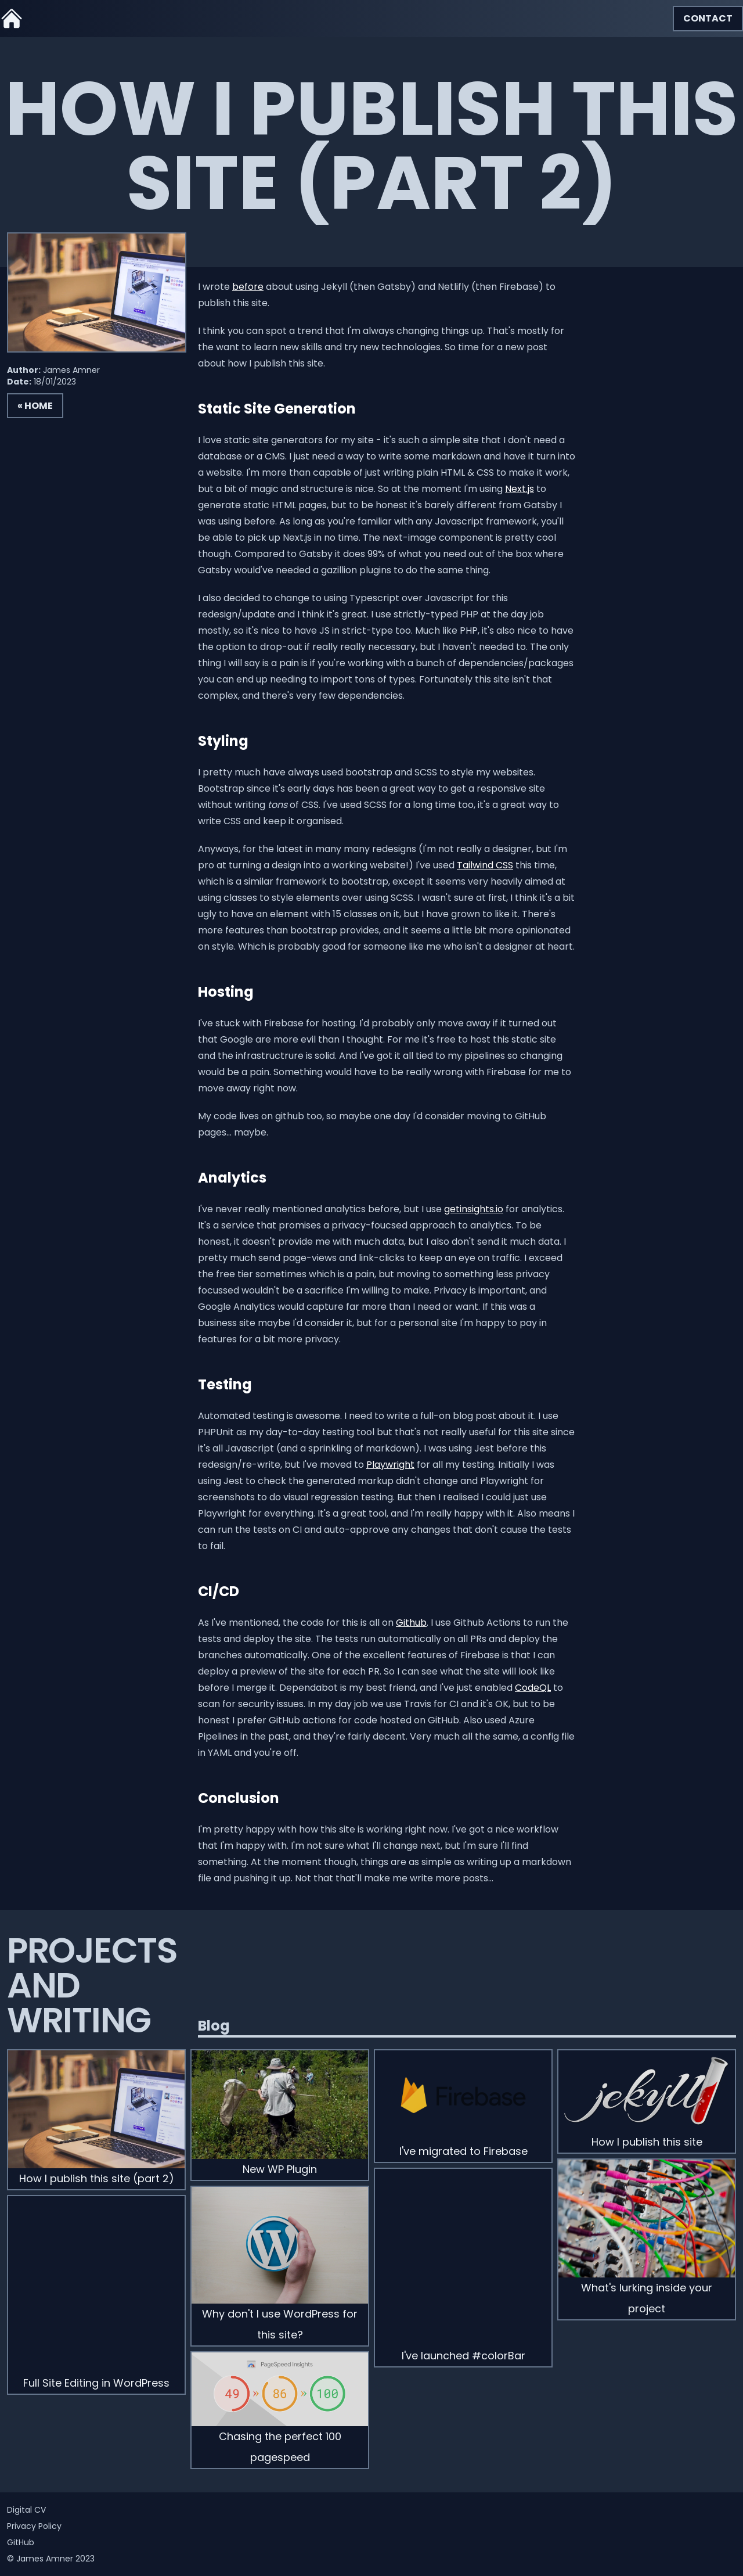 CONTACT
HOW I PUBLISH THIS
SITE (PART 2)
Author: James Amner
Date: 18/01/2023
« HOME
I wrote before about using Jekyll (then Gatsby) and Netlifly (then Firebase) to
publish this site.
I think you can spot a trend that I'm always changing things up. That's mostly for
the want to learn new skills and try new technologies. So time for a new post
about how I publish this site.
Static Site Generation
I love static site generators for my site - it's such a simple site that I don't need a
database or a CMS. I just need a way to write some markdown and have it turn into
a website. I'm more than capable of just writing plain HTML & CSS to make it work,
but a bit of magic and structure is nice. So at the moment I'm using Next.js to
generate static HTML pages, but to be honest it's barely different from Gatsby I
was using before. As long as you're familiar with any Javascript framework, you'll
be able to pick up Next.js in no time. The next-image component is pretty cool
though. Compared to Gatsby it does 99% of what you need out of the box where
Gatsby would've needed a gazillion plugins to do the same thing.
I also decided to change to using Typescript over Javascript for this
redesign/update and I think it's great. I use strictly-typed PHP at the day job
mostly, so it's nice to have JS in strict-type too. Much like PHP, it's also nice to have
the option to drop-out if really really necessary, but I haven't needed to. The only
thing I will say is a pain is if you're working with a bunch of dependencies/packages
you can end up needing to import tons of types. Fortunately this site isn't that
complex, and there's very few dependencies.
Styling
I pretty much have always used bootstrap and SCSS to style my websites.
Bootstrap since it's early days has been a great way to get a responsive site
without writing tons of CSS. I've used SCSS for a long time too, it's a great way to
write CSS and keep it organised.
Anyways, for the latest in many many redesigns (I'm not really a designer, but I'm
pro at turning a design into a working website!) I've used Tailwind CSS this time,
which is a similar framework to bootstrap, except it seems very heavily aimed at
using classes to style elements over using SCSS. I wasn't sure at first, I think it's a bit
ugly to have an element with 15 classes on it, but I have grown to like it. There's
more features than bootstrap provides, and it seems a little bit more opinionated
on style. Which is probably good for someone like me who isn't a designer at heart.
Hosting
I've stuck with Firebase for hosting. I'd probably only move away if it turned out
that Google are more evil than I thought. For me it's free to host this static site
and the infrastructrure is solid. And I've got it all tied to my pipelines so changing
would be a pain. Something would have to be really wrong with Firebase for me to
move away right now.
My code lives on github too, so maybe one day I'd consider moving to GitHub
pages... maybe.
Analytics
I've never really mentioned analytics before, but I use getinsights.io for analytics.
It's a service that promises a privacy-foucsed approach to analytics. To be
honest, it doesn't provide me with much data, but I also don't send it much data. I
pretty much send page-views and link-clicks to keep an eye on traffic. I exceed
the free tier sometimes which is a pain, but moving to something less privacy
focussed wouldn't be a sacrifice I'm willing to make. Privacy is important, and
Google Analytics would capture far more than I need or want. If this was a
business site maybe I'd consider it, but for a personal site I'm happy to pay in
features for a bit more privacy.
Testing
Automated testing is awesome. I need to write a full-on blog post about it. I use
PHPUnit as my day-to-day testing tool but that's not really useful for this site since
it's all Javascript (and a sprinkling of markdown). I was using Jest before this
redesign/re-write, but I've moved to Playwright for all my testing. Initially I was
using Jest to check the generated markup didn't change and Playwright for
screenshots to do visual regression testing. But then I realised I could just use
Playwright for everything. It's a great tool, and I'm really happy with it. Also means I
can run the tests on CI and auto-approve any changes that don't cause the tests
to fail.
CI/CD
As I've mentioned, the code for this is all on Github. I use Github Actions to run the
tests and deploy the site. The tests run automatically on all PRs and deploy the
branches automatically. One of the excellent features of Firebase is that I can
deploy a preview of the site for each PR. So I can see what the site will look like
before I merge it. Dependabot is my best friend, and I've just enabled CodeQL to
scan for security issues. In my day job we use Travis for CI and it's OK, but to be
honest I prefer GitHub actions for code hosted on GitHub. Also used Azure
Pipelines in the past, and they're fairly decent. Very much all the same, a config file
in YAML and you're off.
Conclusion
I'm pretty happy with how this site is working right now. I've got a nice workflow
that I'm happy with. I'm not sure what I'll change next, but I'm sure I'll find
something. At the moment though, things are as simple as writing up a markdown
file and pushing it up. Not that that'll make me write more posts...
PROJECTS
AND
WRITING
Blog
How I publish this site (part 2)
Full Site Editing in WordPress
New WP Plugin
Why don't I use WordPress for
this site?
PageSpeed Insights
49 » 86 » 100
Chasing the perfect 100
pagespeed
Firebase
I've migrated to Firebase
I've launched #colorBar
jekyll
How I publish this site
What's lurking inside your
project
Digital CV
Privacy Policy
GitHub
© James Amner 2023